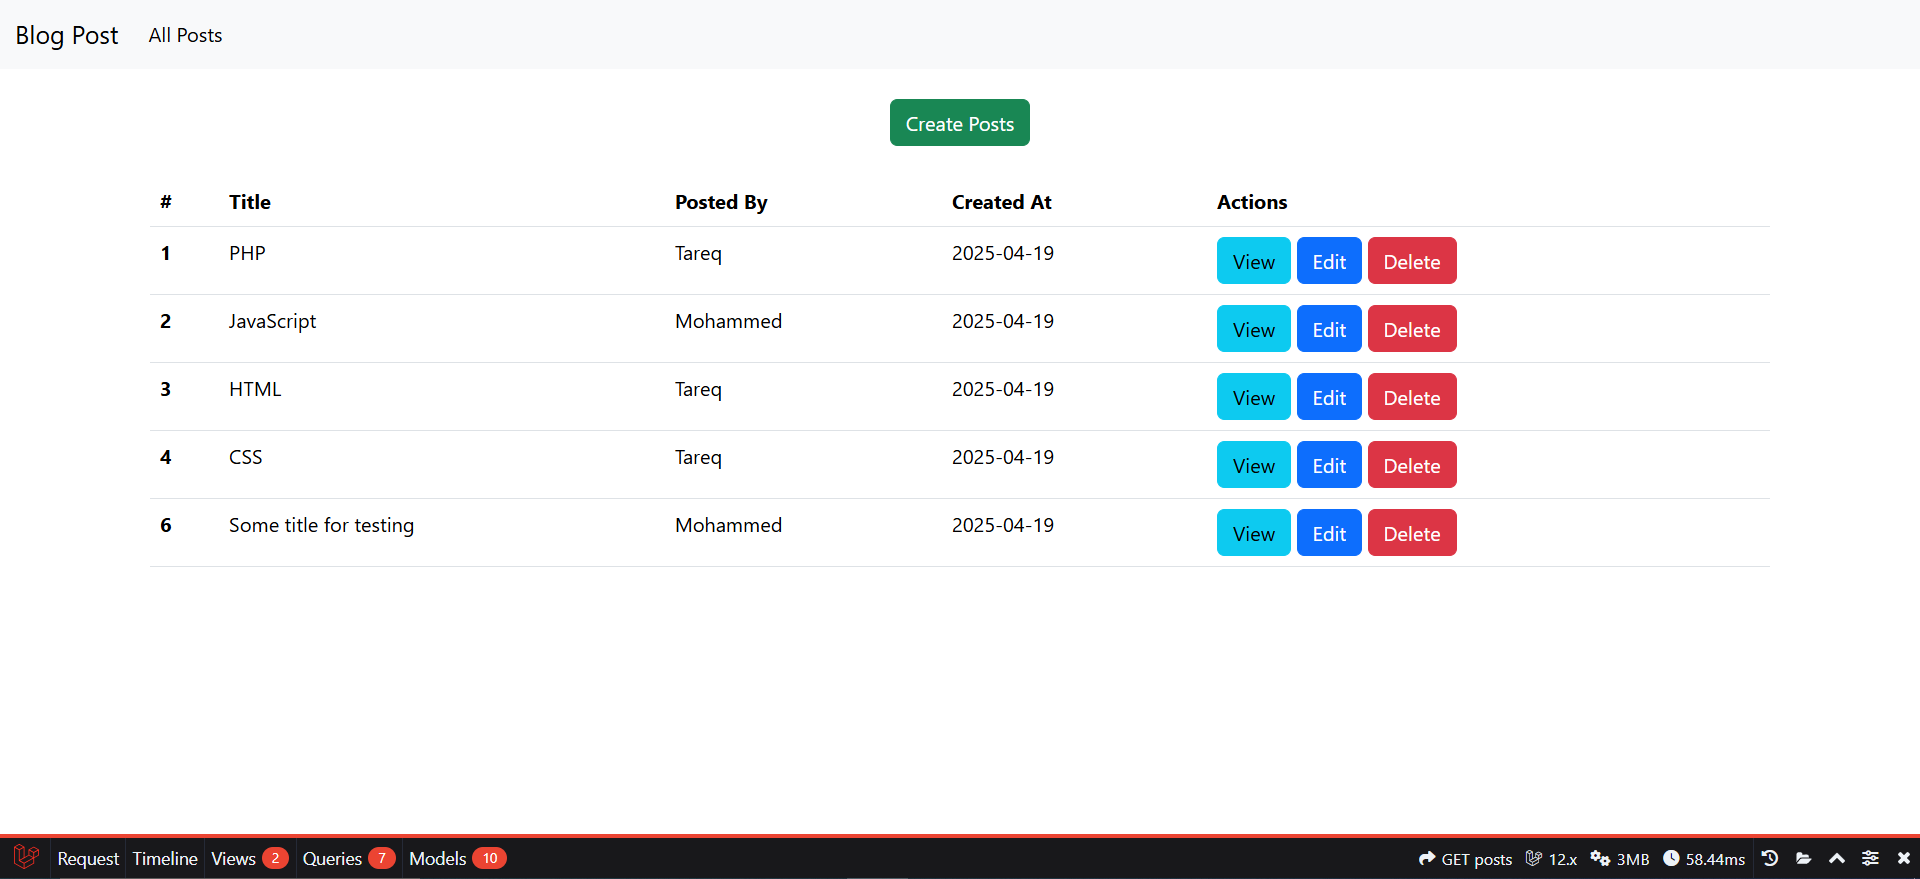 Blog Post All Posts
Create Posts
# Title Posted By Created At Actions
1 PHP Tareq 2025-04-19 View Edit Delete
2 JavaScript Mohammed 2025-04-19 View Edit Delete
3 HTML Tareq 2025-04-19 View Edit Delete
4 CSS Tareq 2025-04-19 View Edit Delete
6 Some title for testing Mohammed 2025-04-19 View Edit Delete
Request Timeline Views 2 Queries 7 Models 10 GET posts 12.x 3MB 58.44ms